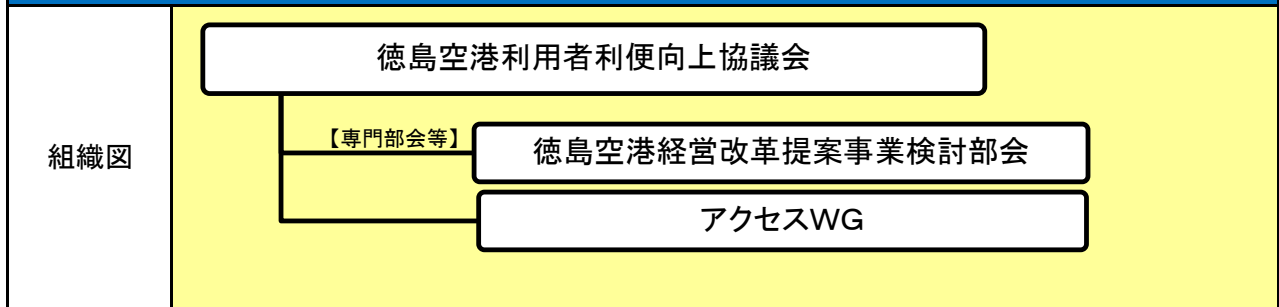 徳島空港利用者利便向上協議会
【専門部会等】
徳島空港経営改革提案事業検討部会
組織図
アクセスWG